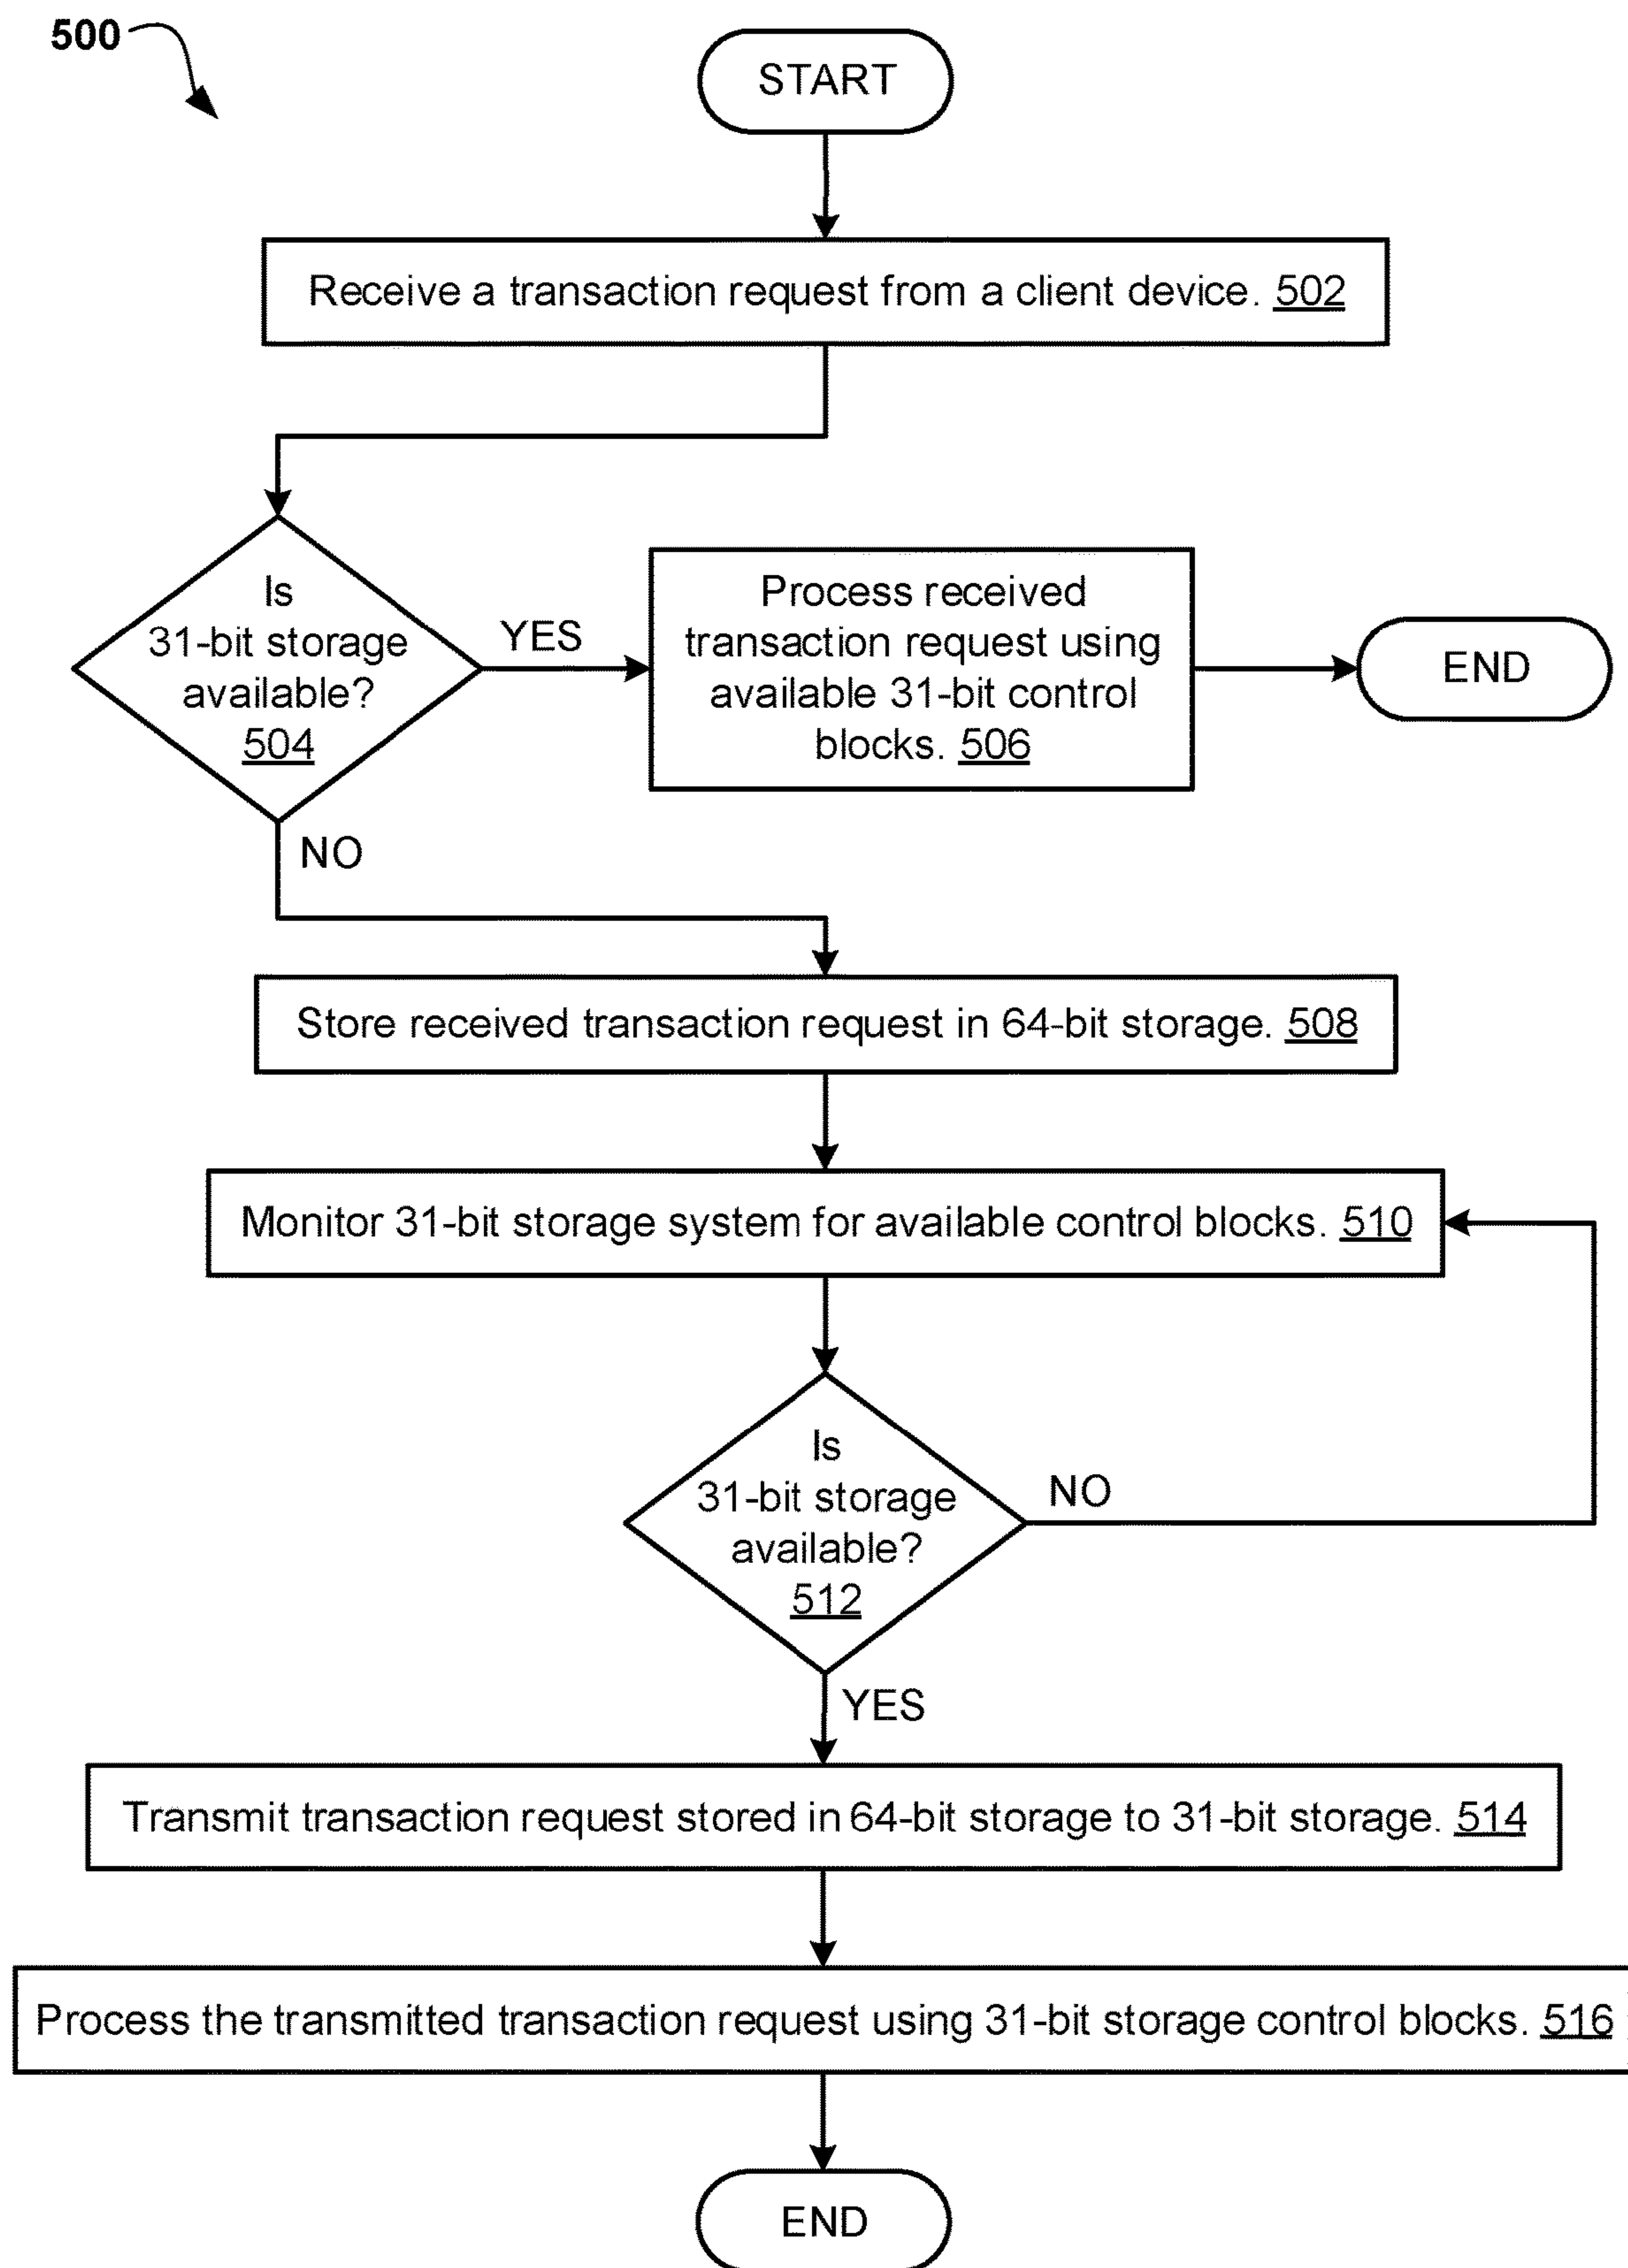 500
START
Receive a transaction request from a client device. 502
Is
31-bit storage
available?
504
YES
Process received
transaction request using
available 31-bit control
blocks. 506
END
NO
Store received transaction request in 64-bit storage. 508
Monitor 31-bit storage system for available control blocks. 510
Is
31-bit storage
available?
512
NO
YES
Transmit transaction request stored in 64-bit storage to 31-bit storage. 514
Process the transmitted transaction request using 31-bit storage control blocks. 516
END